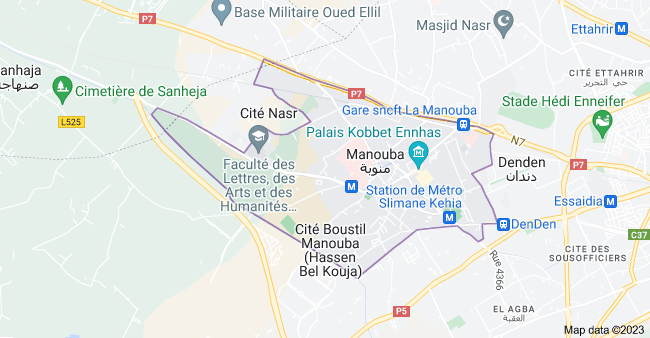 Base Militaire Oued Ellil
P7
Masjid Nasr
Ettahrir M
CITÉ ETTAHRIR
حي التحرير
anhaja
صنهاجة
Cimetière de Sanheja
L525
P7
Cité Nasr
Gare sncft La Manouba
Stade Hédi Enneifer
Palais Kobbet Ennhas
N7
Faculté des
Lettres, des
Arts et des
Humanités...
Manouba
منوبة
Denden
دندان
P7
M
Station de Métro
Slimane Kehia
M
Essaidia M
DenDen
C37
Cité Boustil
Manouba
(Hassen
Bel Kouja)
Rue 4366
CITE DES
SOUSOFFICIERS
P5
EL AGBA
العقبة
Map data ©2023